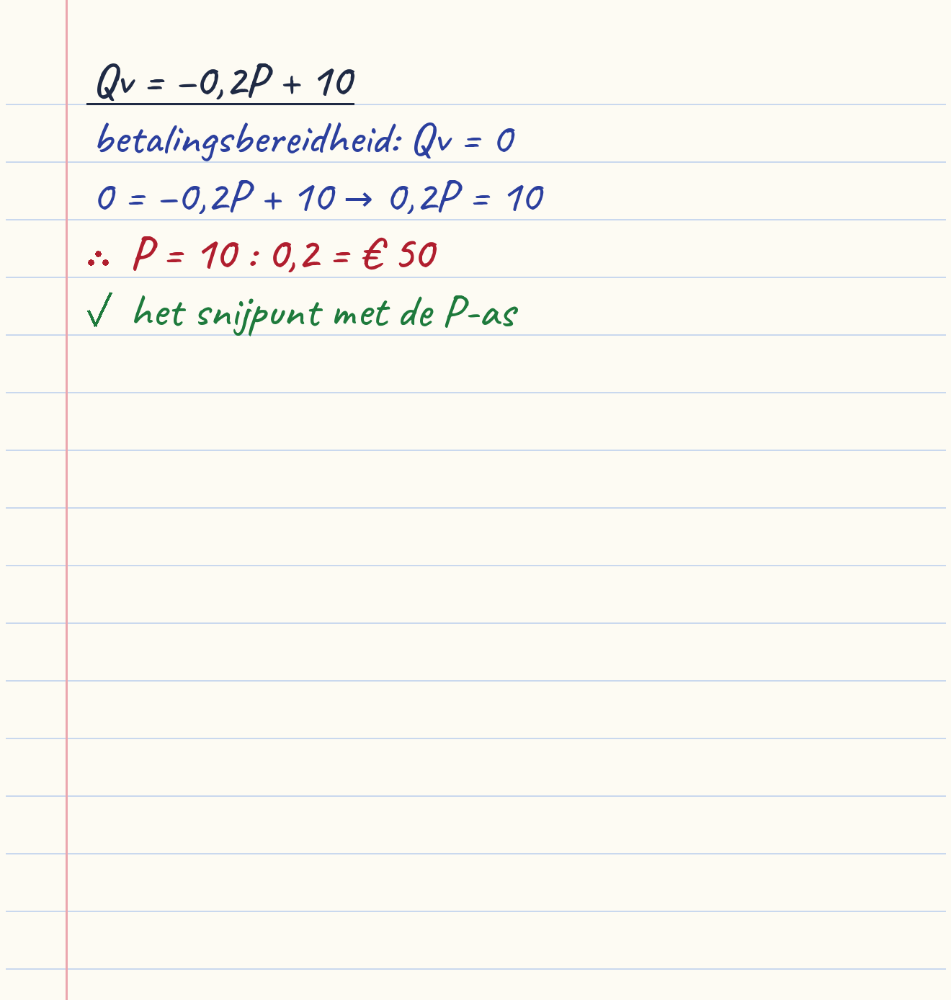 Qv = -0,2P + 10
betalingsbereidheid: Qv = 0
0 = -0,2P + 10 → 0,2P = 10
∴ P = 10 : 0,2 = € 50
✓ het snijpunt met de P-as